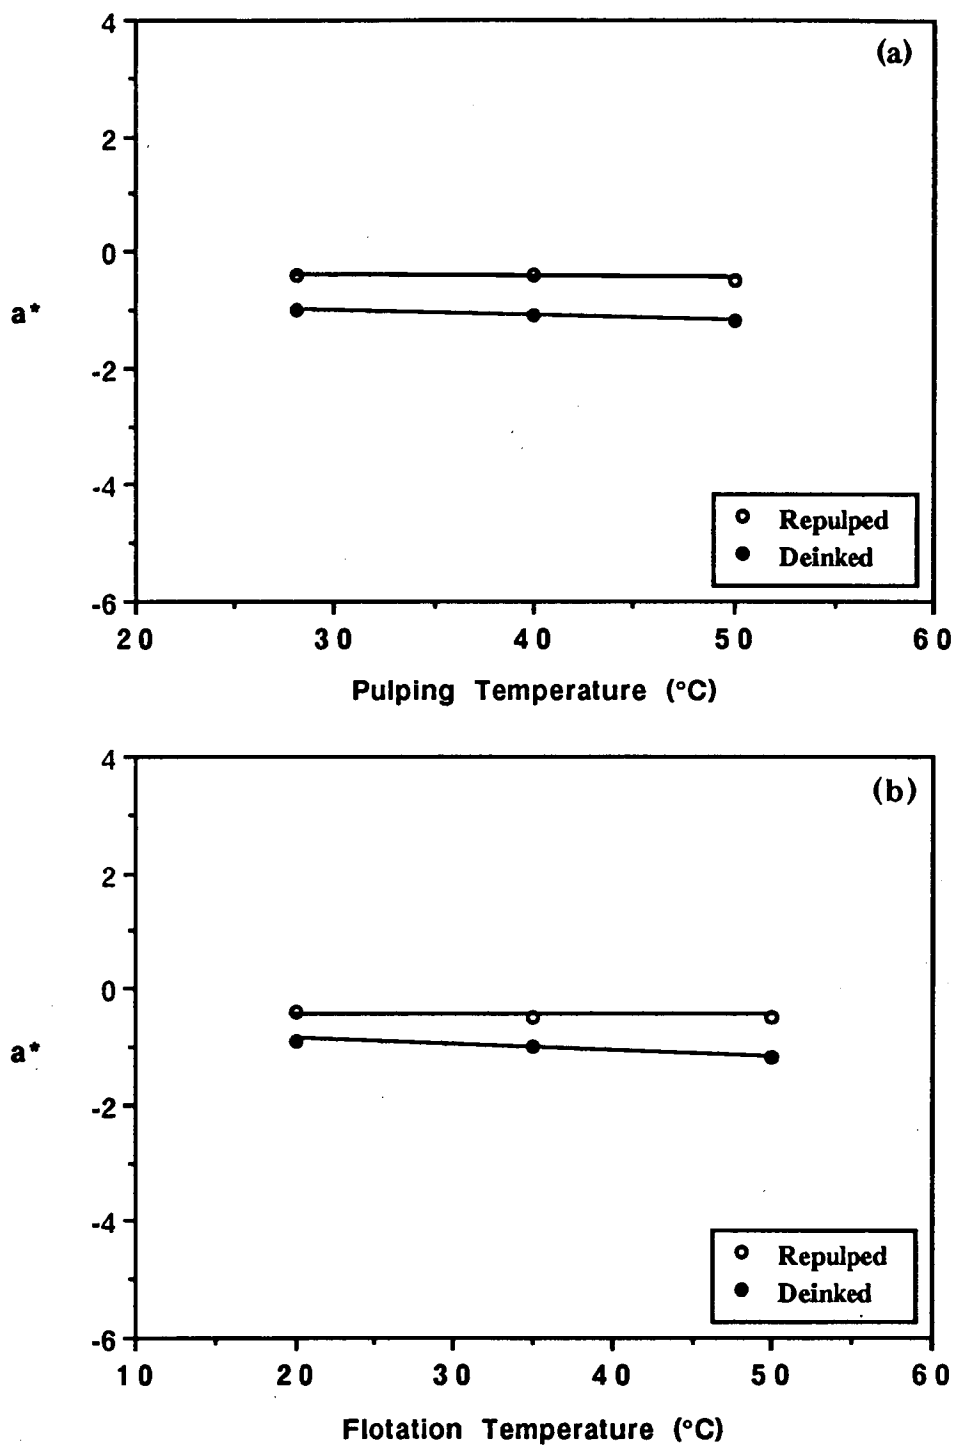 4
(a)
2
0
a*
-2
-4
Repulped
Deinked
-6
20 30 40 50 60
Pulping Temperature (°C)
4
(b)
2
0
a*
-2
-4
Repulped
Deinked
-6
10 20 30 40 50 60
Flotation Temperature (°C)